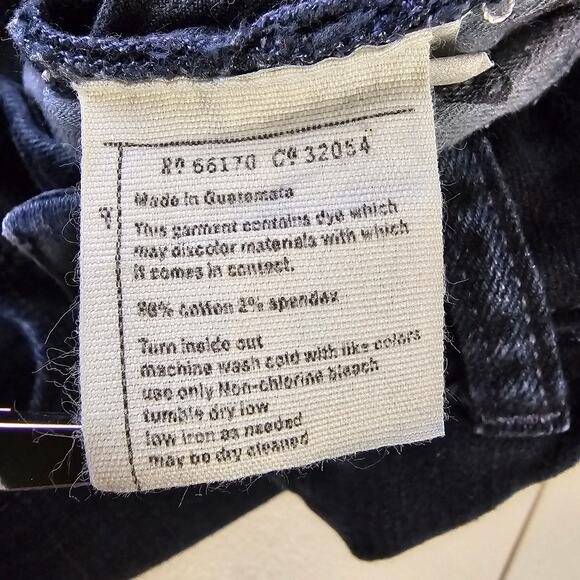 Rº 66170 Cª 32054
4
Made in Guatemala
This garment contains dye which
may discolor materials with which
it comes in contact.
98% cotton 2% spandex
Turn inside out
machine wash cold with like colors
use only Non-chlorine bleach
tumble dry low
low iron as needed
may be dry cleaned